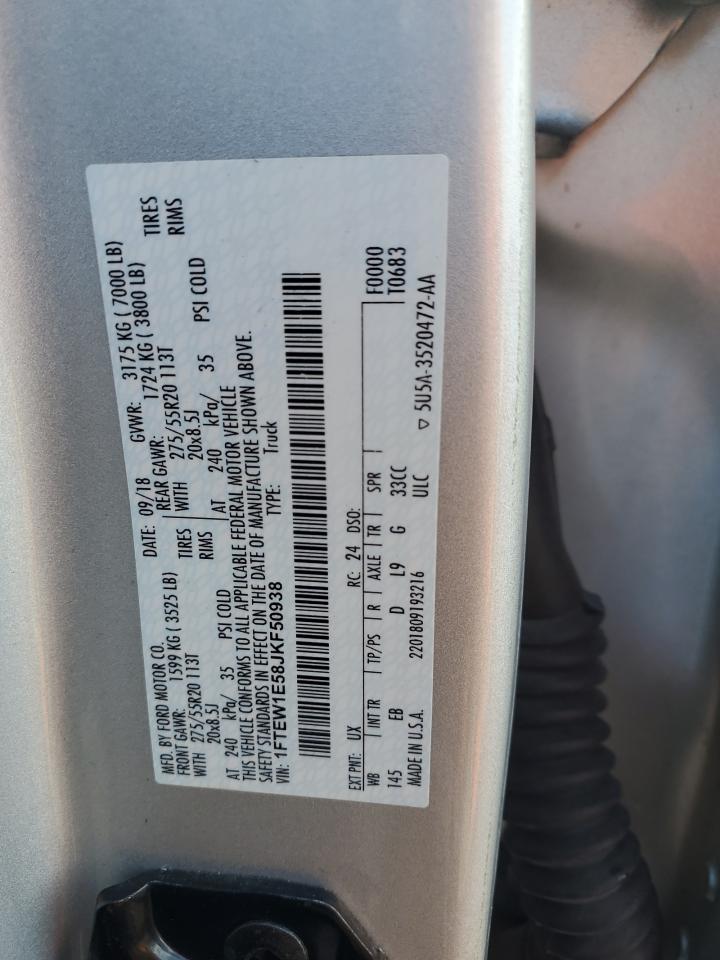 MFD. BY FORD MOTOR CO. DATE: 09/18 GVWR: 3175 KG ( 7000 LB)
FRONT GAWR: 1599 KG ( 3525 LB) REAR GAWR: 1724 KG ( 3800 LB)
WITH 275/55R20 113T TIRES WITH 275/55R20 113T TIRES
20x8.5J RIMS 20x8.5J RIMS
AT 240 kPa/ 35 PSI COLD AT 240 kPa/ 35 PSI COLD
THIS VEHICLE CONFORMS TO ALL APPLICABLE FEDERAL MOTOR VEHICLE
SAFETY STANDARDS IN EFFECT ON THE DATE OF MANUFACTURE SHOWN ABOVE.
VIN: 1FTEW1E58JKF50938 TYPE: Truck
EXT PNT: UX RC: 24 DSO: F0000
WB INT TR TP/PS R AXLE TR SPR T0683
145 EB D L9 G 33CC
MADE IN U.S.A. 2201809193216 ULC ▽ 5U5A-3520472-AA